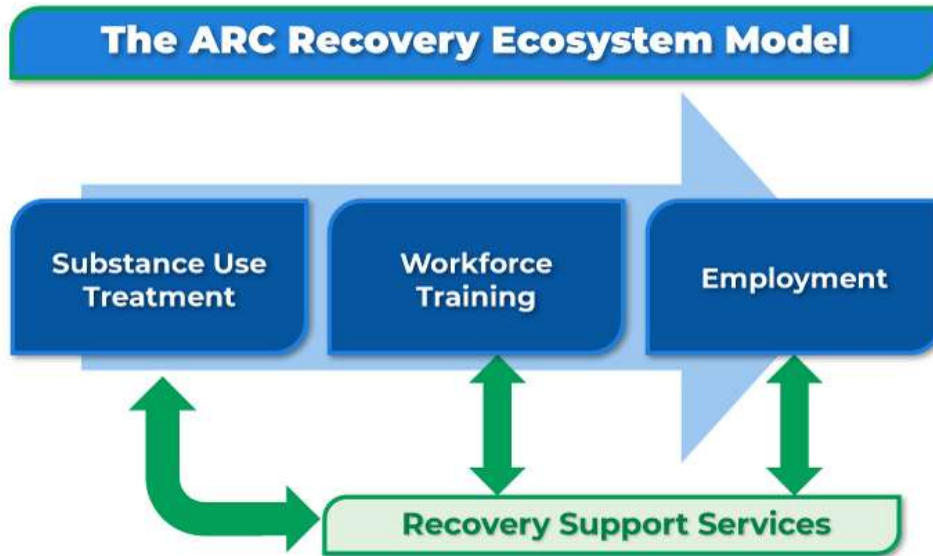 The ARC Recovery Ecosystem Model
Substance Use
Treatment
Workforce
Training
Employment
Recovery Support Services